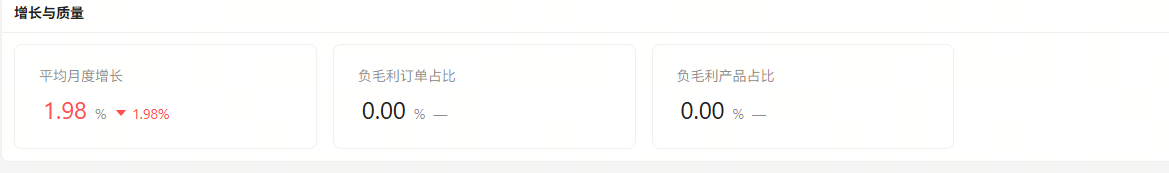 增长与质量
平均月度增长 负毛利订单占比 负毛利产品占比
1.98 % ▼ 1.98% 0.00 % — 0.00 % —